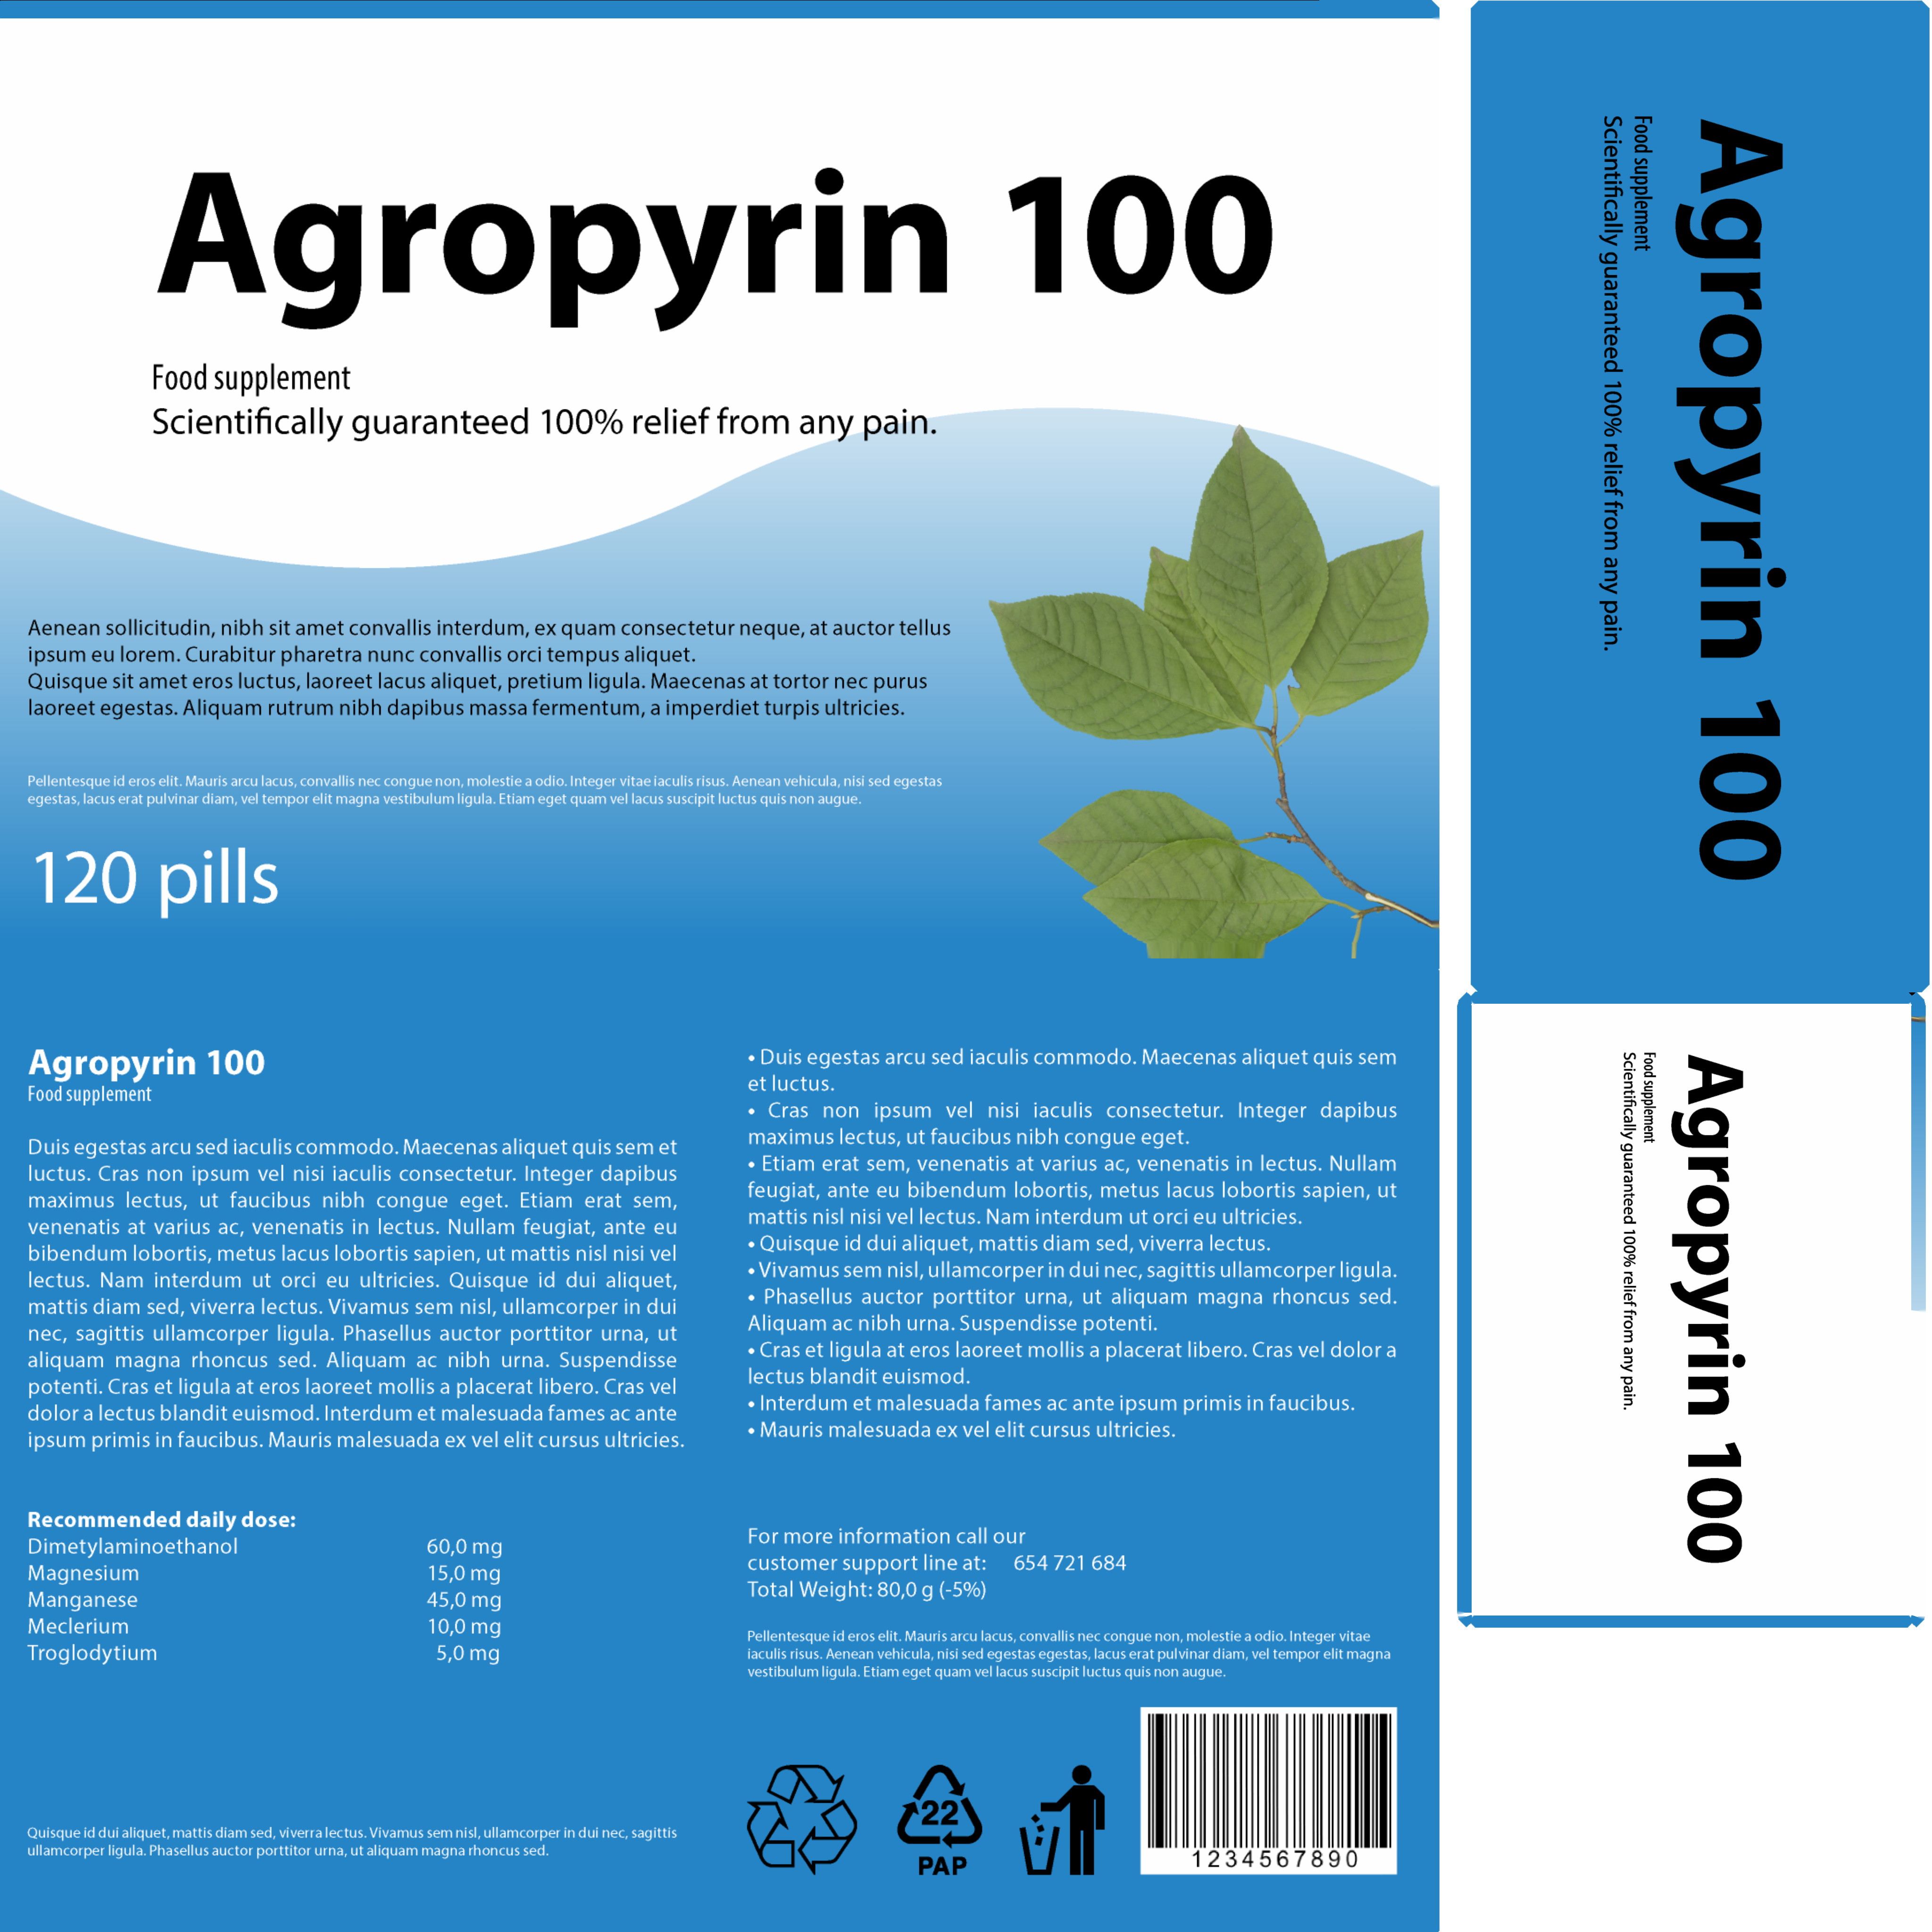 Agropyrin 100
Food supplement
Scientifically guaranteed 100% relief from any pain.
Aenean sollicitudin, nibh sit amet convallis interdum, ex quam consectetur neque, at auctor tellus
ipsum eu lorem. Curabitur pharetra nunc convallis orci tempus aliquet.
Quisque sit amet eros luctus, laoreet lacus aliquet, pretium ligula. Maecenas at tortor nec purus
laoreet egestas. Aliquam rutrum nibh dapibus massa fermentum, a imperdiet turpis ultricies.
Pellentesque id eros elit. Mauris arcu lacus, convallis nec congue non, molestie a odio. Integer vitae iaculis risus. Aenean vehicula, nisi sed egestas
egestas, lacus erat pulvinar diam, vel tempor elit magna vestibulum ligula. Etiam eget quam vel lacus suscipit luctus quis non augue.
120 pills
Agropyrin 100
Food supplement
Duis egestas arcu sed iaculis commodo. Maecenas aliquet quis sem et
luctus. Cras non ipsum vel nisi iaculis consectetur. Integer dapibus
maximus lectus, ut faucibus nibh congue eget. Etiam erat sem,
venenatis at varius ac, venenatis in lectus. Nullam feugiat, ante eu
bibendum lobortis, metus lacus lobortis sapien, ut mattis nisl nisi vel
lectus. Nam interdum ut orci eu ultricies. Quisque id dui aliquet,
mattis diam sed, viverra lectus. Vivamus sem nisl, ullamcorper in dui
nec, sagittis ullamcorper ligula. Phasellus auctor porttitor urna, ut
aliquam magna rhoncus sed. Aliquam ac nibh urna. Suspendisse
potenti. Cras et ligula at eros laoreet mollis a placerat libero. Cras vel
dolor a lectus blandit euismod. Interdum et malesuada fames ac ante
ipsum primis in faucibus. Mauris malesuada ex vel elit cursus ultricies.
Recommended daily dose:
Dimetylaminoethanol 60,0 mg
Magnesium 15,0 mg
Manganese 45,0 mg
Meclerium 10,0 mg
Troglodytium 5,0 mg
Quisque id dui aliquet, mattis diam sed, viverra lectus. Vivamus sem nisl, ullamcorper in dui nec, sagittis
ullamcorper ligula. Phasellus auctor porttitor urna, ut aliquam magna rhoncus sed.
• Duis egestas arcu sed iaculis commodo. Maecenas aliquet quis sem
et luctus.
• Cras non ipsum vel nisi iaculis consectetur. Integer dapibus
maximus lectus, ut faucibus nibh congue eget.
• Etiam erat sem, venenatis at varius ac, venenatis in lectus. Nullam
feugiat, ante eu bibendum lobortis, metus lacus lobortis sapien, ut
mattis nisl nisi vel lectus. Nam interdum ut orci eu ultricies.
• Quisque id dui aliquet, mattis diam sed, viverra lectus.
• Vivamus sem nisl, ullamcorper in dui nec, sagittis ullamcorper ligula.
• Phasellus auctor porttitor urna, ut aliquam magna rhoncus sed.
Aliquam ac nibh urna. Suspendisse potenti.
• Cras et ligula at eros laoreet mollis a placerat libero. Cras vel dolor a
lectus blandit euismod.
• Interdum et malesuada fames ac ante ipsum primis in faucibus.
• Mauris malesuada ex vel elit cursus ultricies.
For more information call our
customer support line at: 654 721 684
Total Weight: 80,0 g (-5%)
Pellentesque id eros elit. Mauris arcu lacus, convallis nec congue non, molestie a odio. Integer vitae
iaculis risus. Aenean vehicula, nisi sed egestas egestas, lacus erat pulvinar diam, vel tempor elit magna
vestibulum ligula. Etiam eget quam vel lacus suscipit luctus quis non augue.
22
PAP
1234567890
Agropyrin 100
Food supplement
Scientifically guaranteed 100% relief from any pain.
Agropyrin 100
Food supplement
Scientifically guaranteed 100% relief from any pain.